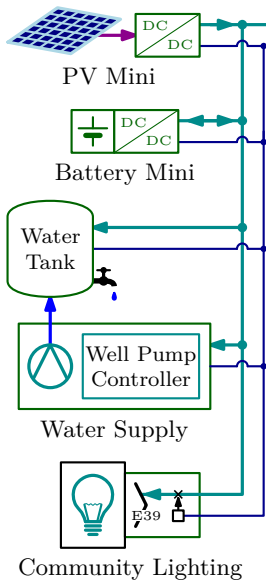 DC
DC
PV Mini
DC
DC
Battery Mini
Water
Tank
Well Pump
Controller
Water Supply
E39
Community Lighting